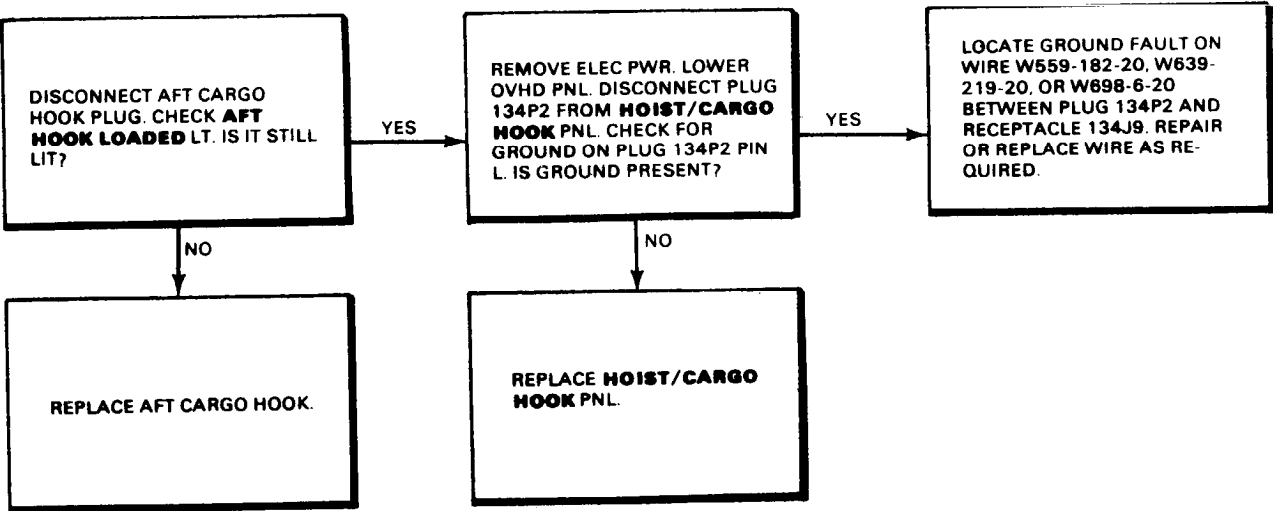 DISCONNECT AFT CARGO
HOOK PLUG. CHECK AFT
HOOK LOADED LT. IS IT STILL
LIT?
YES
REMOVE ELEC PWR. LOWER
OVHD PNL. DISCONNECT PLUG
134P2 FROM HOIST/CARGO
HOOK PNL. CHECK FOR
GROUND ON PLUG 134P2 PIN
L. IS GROUND PRESENT?
YES
LOCATE GROUND FAULT ON
WIRE W559-182-20, W639-
219-20, OR W698-6-20
BETWEEN PLUG 134P2 AND
RECEPTACLE 134J9. REPAIR
OR REPLACE WIRE AS RE-
QUIRED.
NO
NO
REPLACE AFT CARGO HOOK.
REPLACE HOIST/CARGO
HOOK PNL.